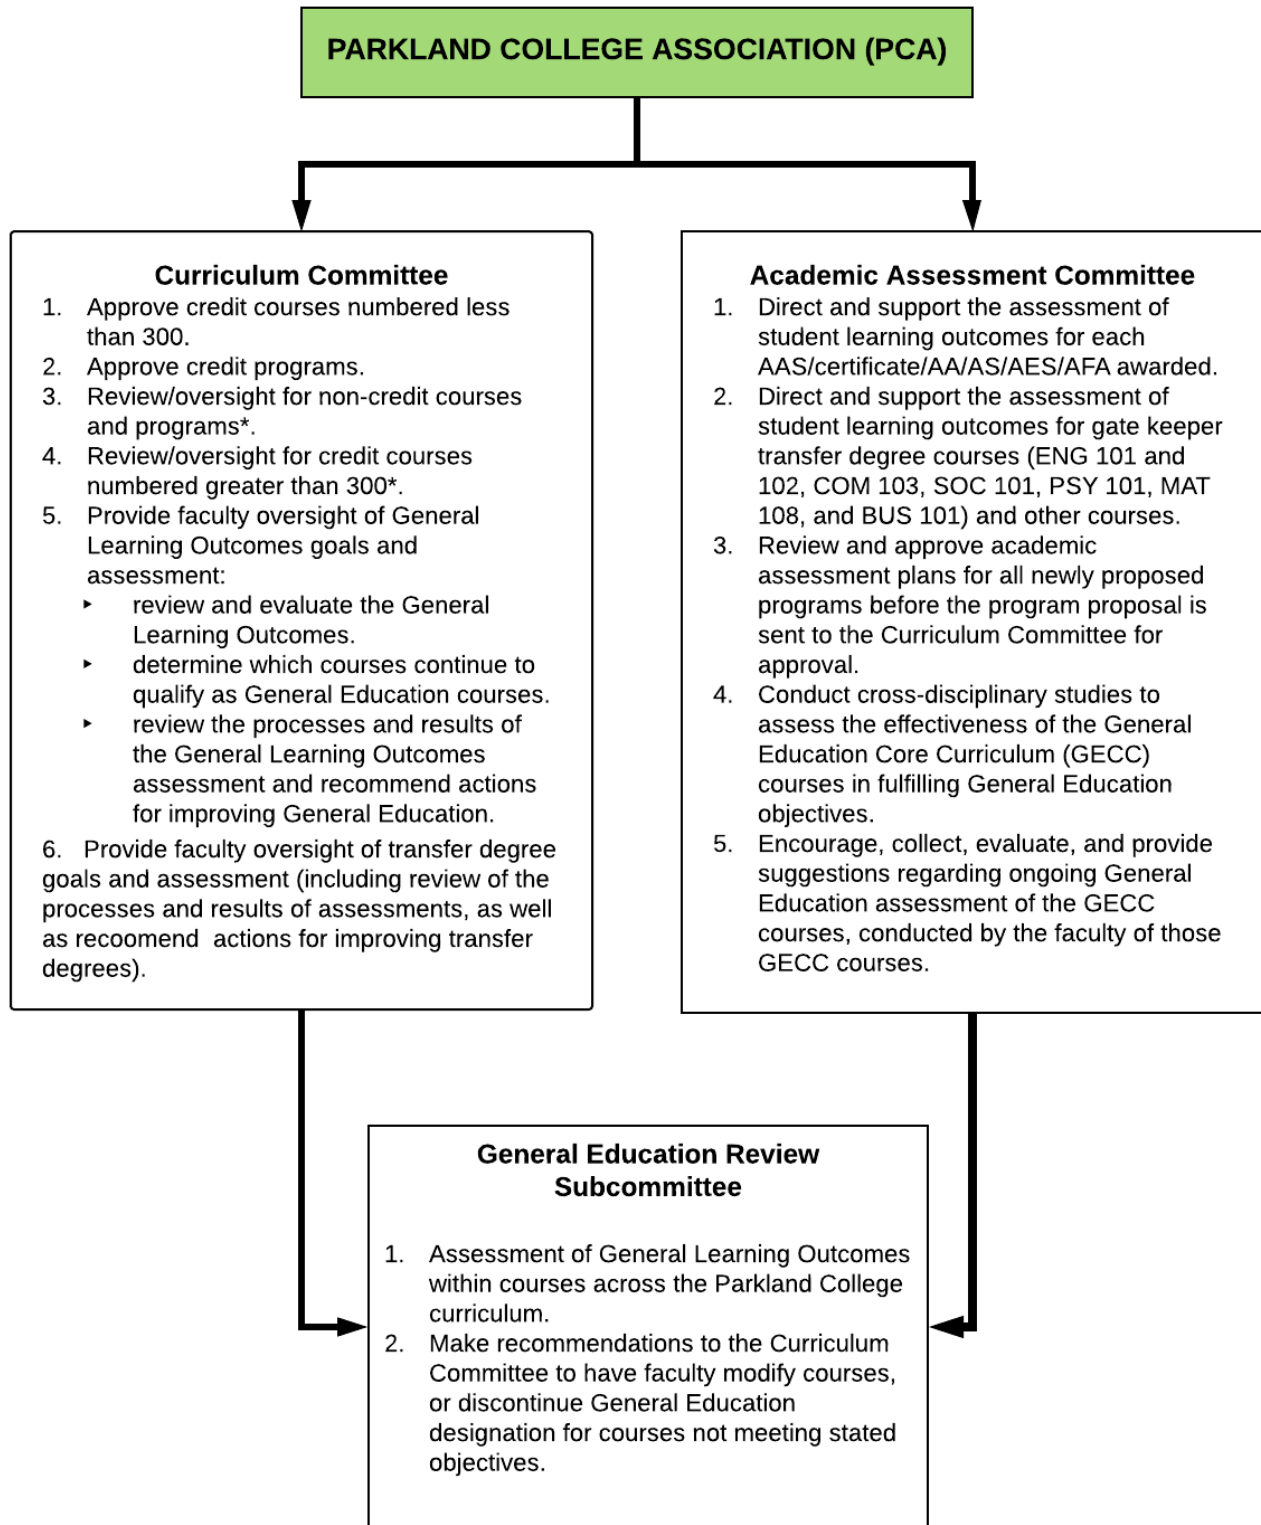 PARKLAND COLLEGE ASSOCIATION (PCA)
Curriculum Committee
1. Approve credit courses numbered less
than 300.
2. Approve credit programs.
3. Review/oversight for non-credit courses
and programs*.
4. Review/oversight for credit courses
numbered greater than 300*.
5. Provide faculty oversight of General
Learning Outcomes goals and
assessment:
‣ review and evaluate the General
Learning Outcomes.
‣ determine which courses continue to
qualify as General Education courses.
‣ review the processes and results of
the General Learning Outcomes
assessment and recommend actions
for improving General Education.
6. Provide faculty oversight of transfer degree
goals and assessment (including review of the
processes and results of assessments, as well
as recoomend actions for improving transfer
degrees).
Academic Assessment Committee
1. Direct and support the assessment of
student learning outcomes for each
AAS/certificate/AA/AS/AES/AFA awarded.
2. Direct and support the assessment of
student learning outcomes for gate keeper
transfer degree courses (ENG 101 and
102, COM 103, SOC 101, PSY 101, MAT
108, and BUS 101) and other courses.
3. Review and approve academic
assessment plans for all newly proposed
programs before the program proposal is
sent to the Curriculum Committee for
approval.
4. Conduct cross-disciplinary studies to
assess the effectiveness of the General
Education Core Curriculum (GECC)
courses in fulfilling General Education
objectives.
5. Encourage, collect, evaluate, and provide
suggestions regarding ongoing General
Education assessment of the GECC
courses, conducted by the faculty of those
GECC courses.
General Education Review
Subcommittee
1. Assessment of General Learning Outcomes
within courses across the Parkland College
curriculum.
2. Make recommendations to the Curriculum
Committee to have faculty modify courses,
or discontinue General Education
designation for courses not meeting stated
objectives.